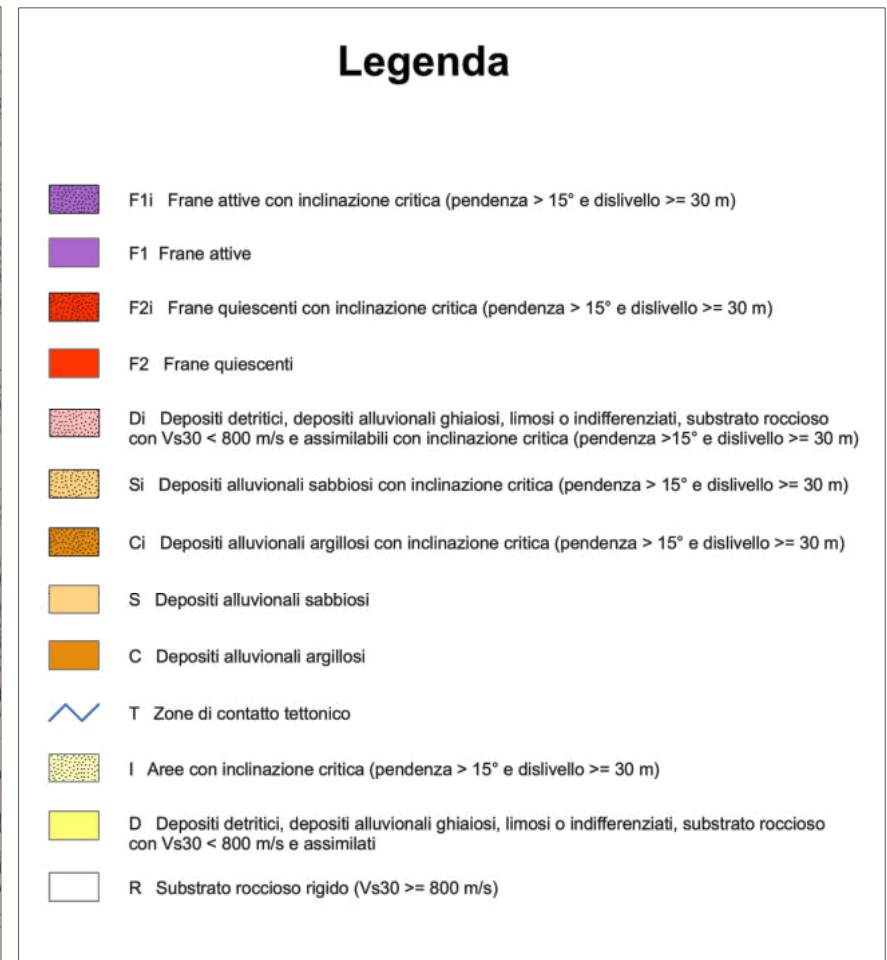 Legenda
F1i Frane attive con inclinazione critica (pendenza > 15° e dislivello >= 30 m)
F1 Frane attive
F2i Frane quiescenti con inclinazione critica (pendenza > 15° e dislivello >= 30 m)
F2 Frane quiescenti
Di Depositi detritici, depositi alluvionali ghiaiosi, limosi o indifferenziati, substrato roccioso
con Vs30 < 800 m/s e assimilabili con inclinazione critica (pendenza >15° e dislivello >= 30 m)
Si Depositi alluvionali sabbiosi con inclinazione critica (pendenza > 15° e dislivello >= 30 m)
Ci Depositi alluvionali argillosi con inclinazione critica (pendenza > 15° e dislivello >= 30 m)
S Depositi alluvionali sabbiosi
C Depositi alluvionali argillosi
T Zone di contatto tettonico
I Aree con inclinazione critica (pendenza > 15° e dislivello >= 30 m)
D Depositi detritici, depositi alluvionali ghiaiosi, limosi o indifferenziati, substrato roccioso
con Vs30 < 800 m/s e assimilati
R Substrato roccioso rigido (Vs30 >= 800 m/s)